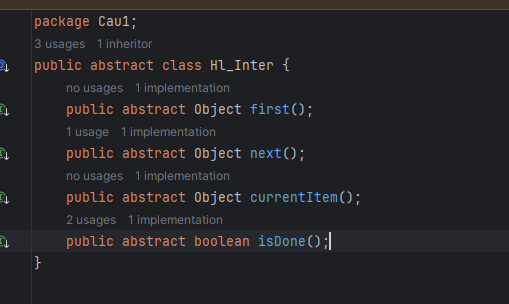 package Cau1;
3 usages 1 inheritor
public abstract class Hl_Inter {
no usages 1 implementation
public abstract Object first();
1 usage 1 implementation
public abstract Object next();
no usages 1 implementation
public abstract Object currentItem();
2 usages 1 implementation
public abstract boolean isDone();
}